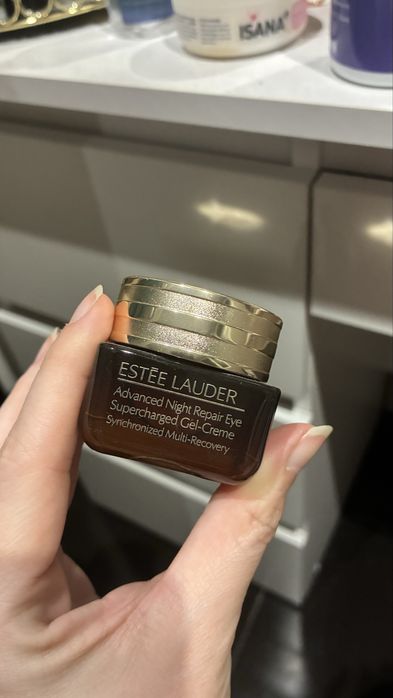 ISANA
ESTĒE LAUDER
Advanced Night Repair Eye
Supercharged Gel-Creme
Synchronized Multi-Recovery